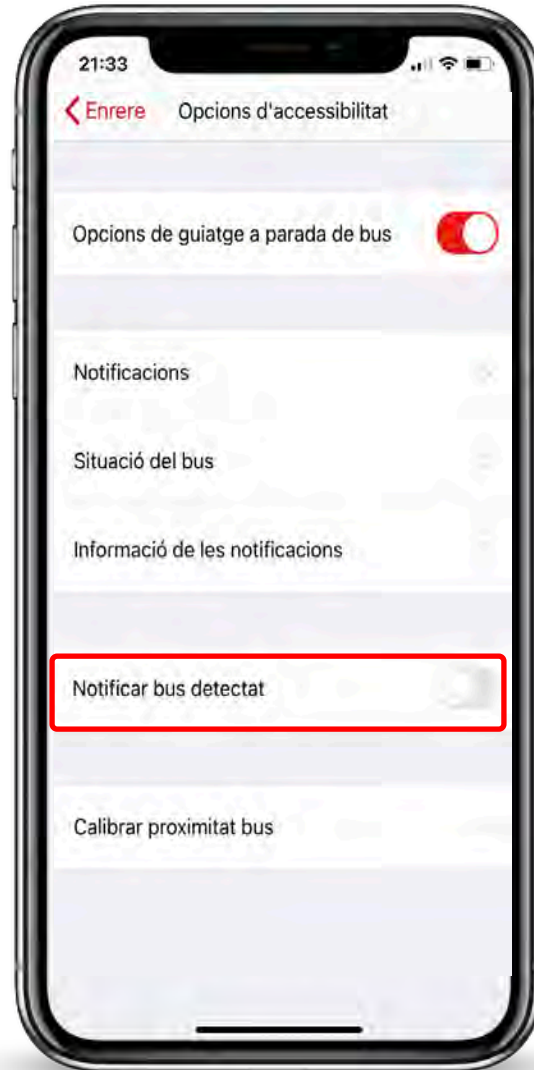 21:33
Enrere Opcions d'accessibilitat
Opcions de guiatge a parada de bus
Notificacions
Situació del bus
Informació de les notificacions
Notificar bus detectat
Calibrar proximitat bus